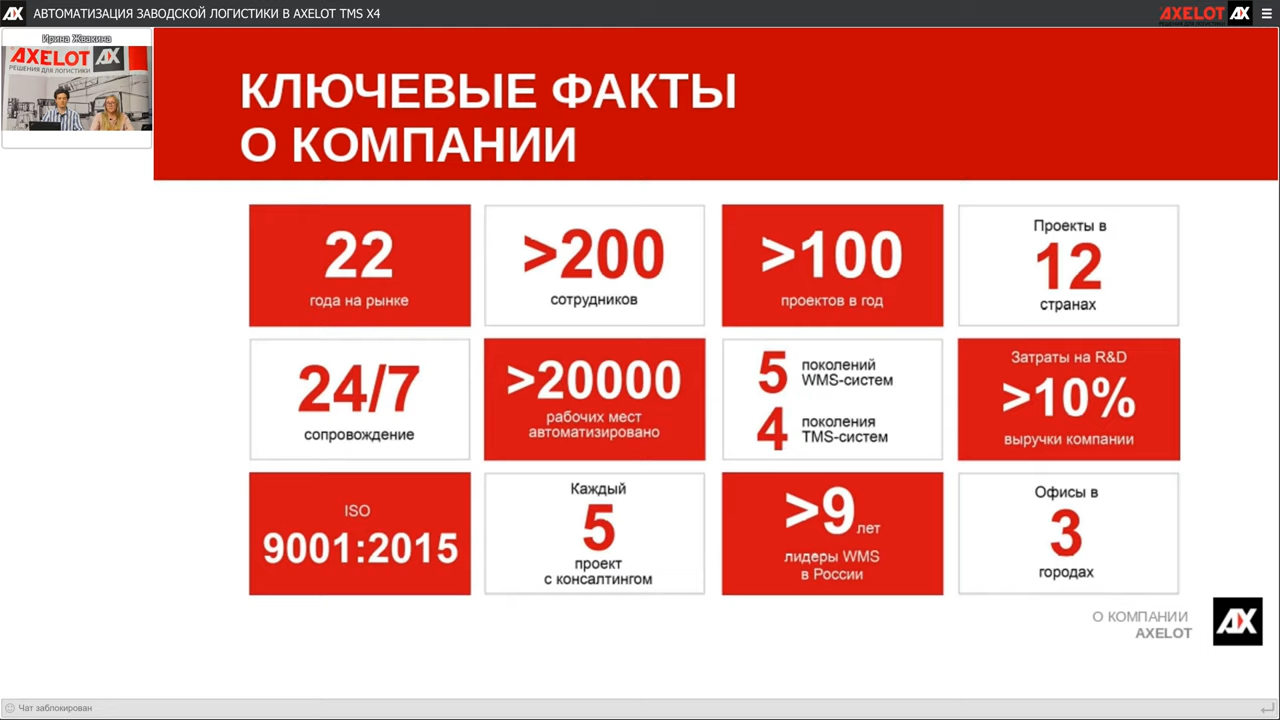 АВТОМАТИЗАЦИЯ ЗАВОДСКОЙ ЛОГИСТИКИ В AXELOT TMS X4
AXELOT
Ирина Жвакина
AXELOT
РЕШЕНИЯ ДЛЯ ЛОГИСТИКИ
КЛЮЧЕВЫЕ ФАКТЫ
О КОМПАНИИ
22
года на рынке
>200
сотрудников
>100
проектов в год
Проекты в
12
странах
24/7
сопровождение
>20000
рабочих мест
автоматизировано
5 поколений
WMS-систем
4 поколения
TMS-систем
Затраты на R&D
>10%
выручки компании
ISO
9001:2015
Каждый
5
проект
с консалтингом
>9 лет
лидеры WMS
в России
Офисы в
3
городах
О КОМПАНИИ
AXELOT
Чат заблокирован